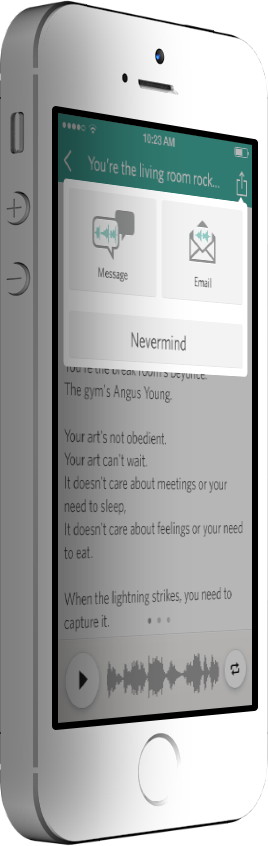 10:23 AM
You're the living room rock...
Message
Email
Nevermind
You're the break room's Beyonce.
The gym's Angus Young.
Your art's not obedient.
Your art can't wait.
It doesn't care about meetings or your
need to sleep,
It doesn't care about feelings or your need
to eat.
When the lightning strikes, you need to
capture it.